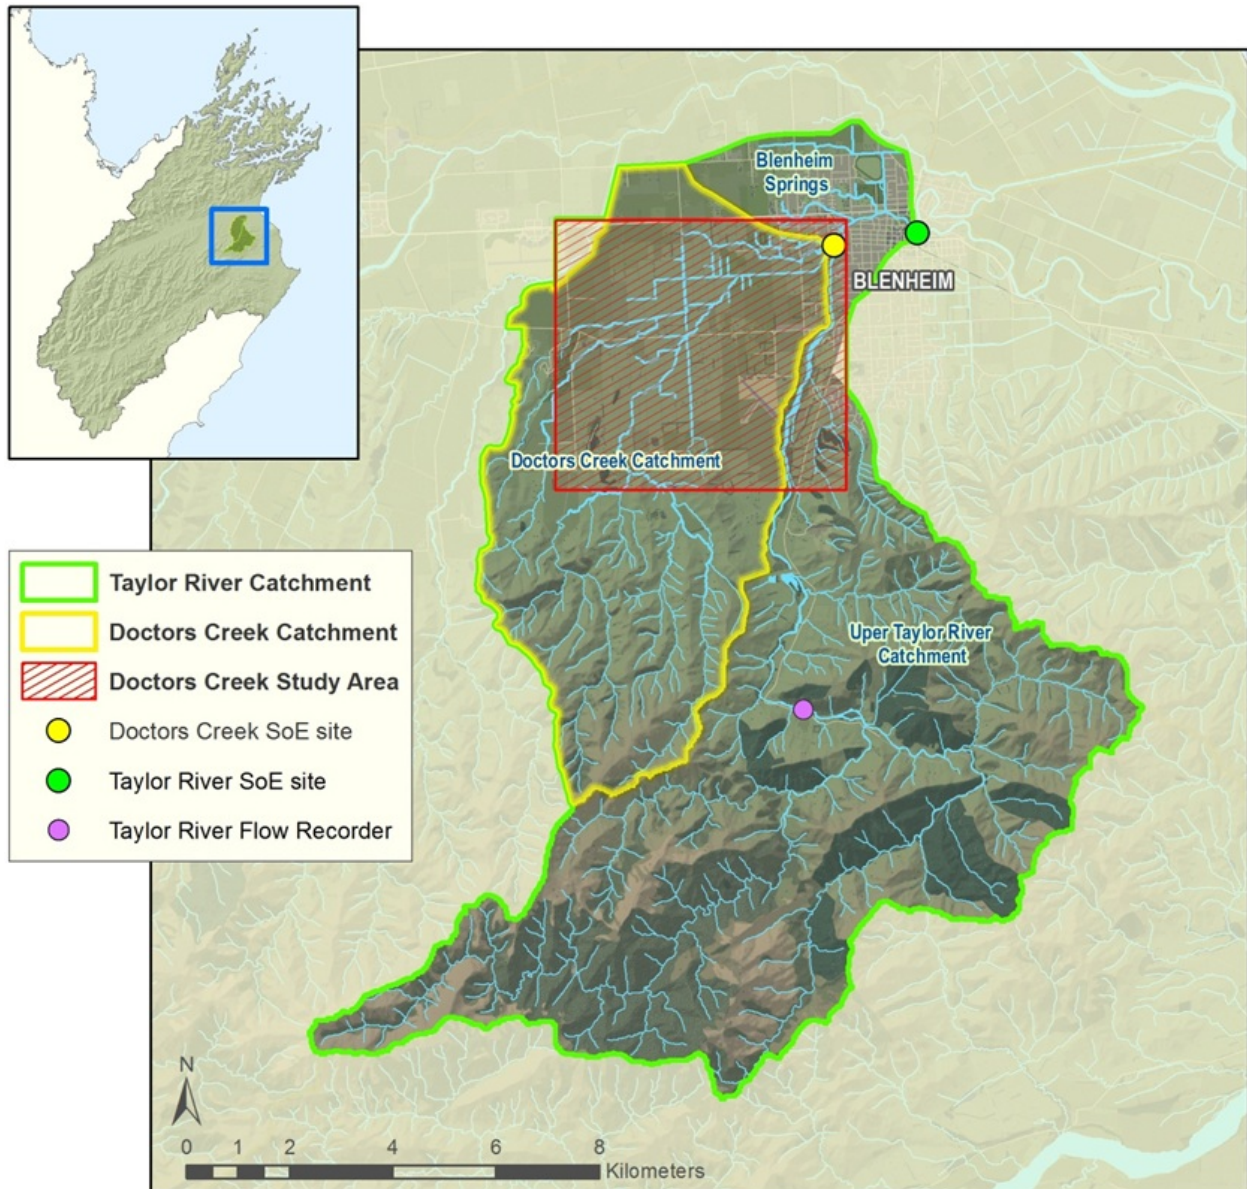 Blenheim
Springs
BLENHEIM
Doctors Creek Catchment
Uper Taylor River
Catchment
Taylor River Catchment
Doctors Creek Catchment
Doctors Creek Study Area
Doctors Creek SoE site
Taylor River SoE site
Taylor River Flow Recorder
N
0 1 2 4 6 8
Kilometers